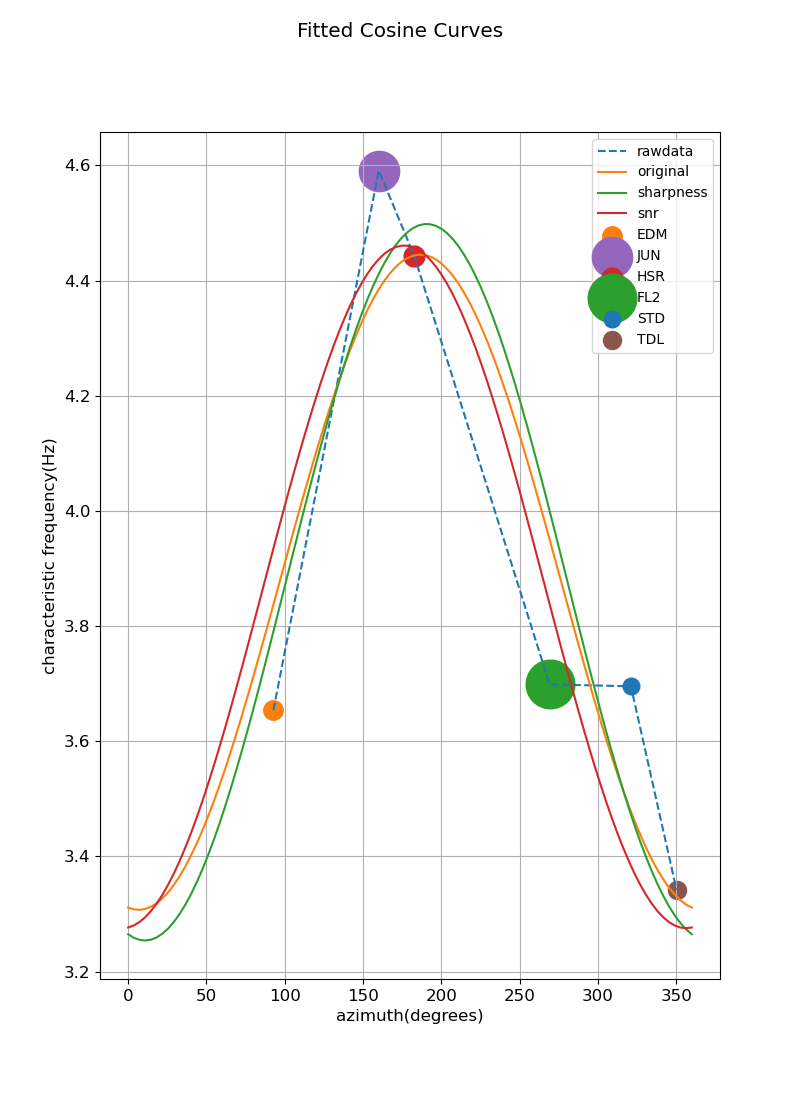 Fitted Cosine Curves
rawdata
original
sharpness
snr
EDM
JUN
HSR
FL2
STD
TDL
4.6
4.4
4.2
4.0
3.8
3.6
3.4
3.2
characteristic frequency(Hz)
0 50 100 150 200 250 300 350
azimuth(degrees)